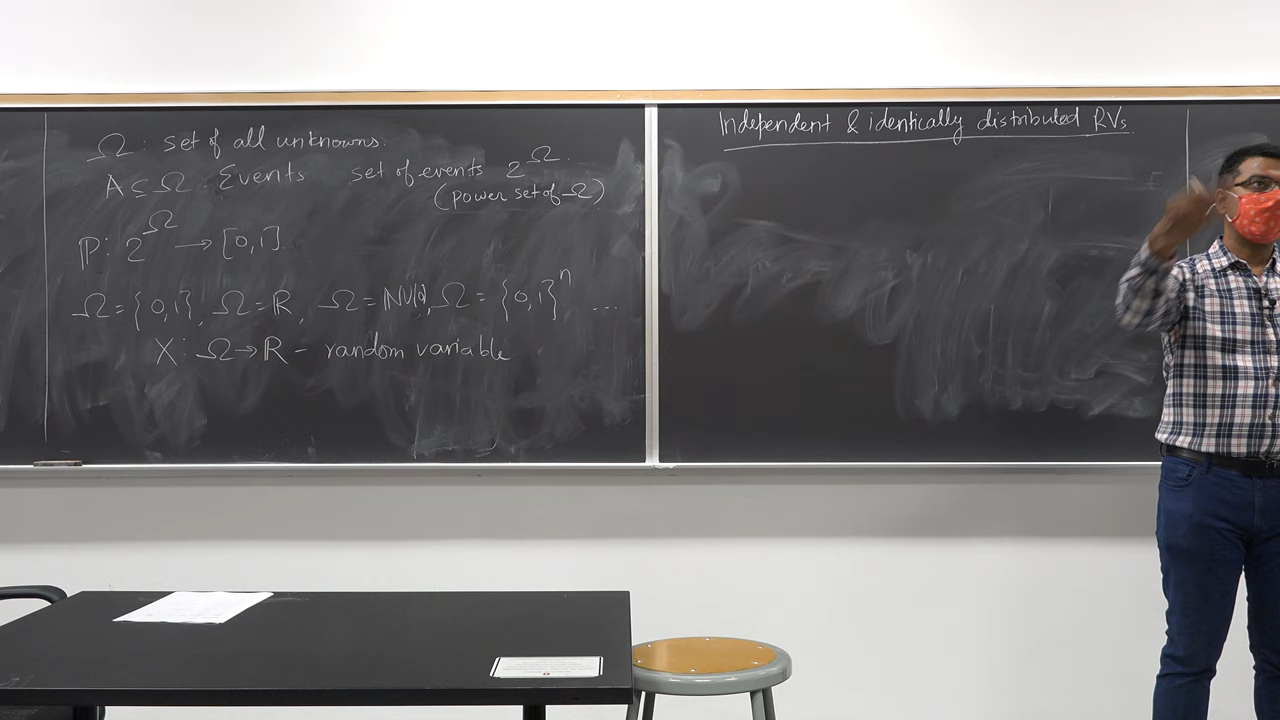 Ω: set of all unknowns.
A ⊆ Ω Events set of events 2^Ω.
(power set of Ω)
ℙ: 2^Ω → [0,1].
Ω = {0,1}, Ω = ℝ, Ω = ℕ∪{0}, Ω = {0,1}^n ...
X: Ω → ℝ – random variable
Independent & identically distributed RVs.